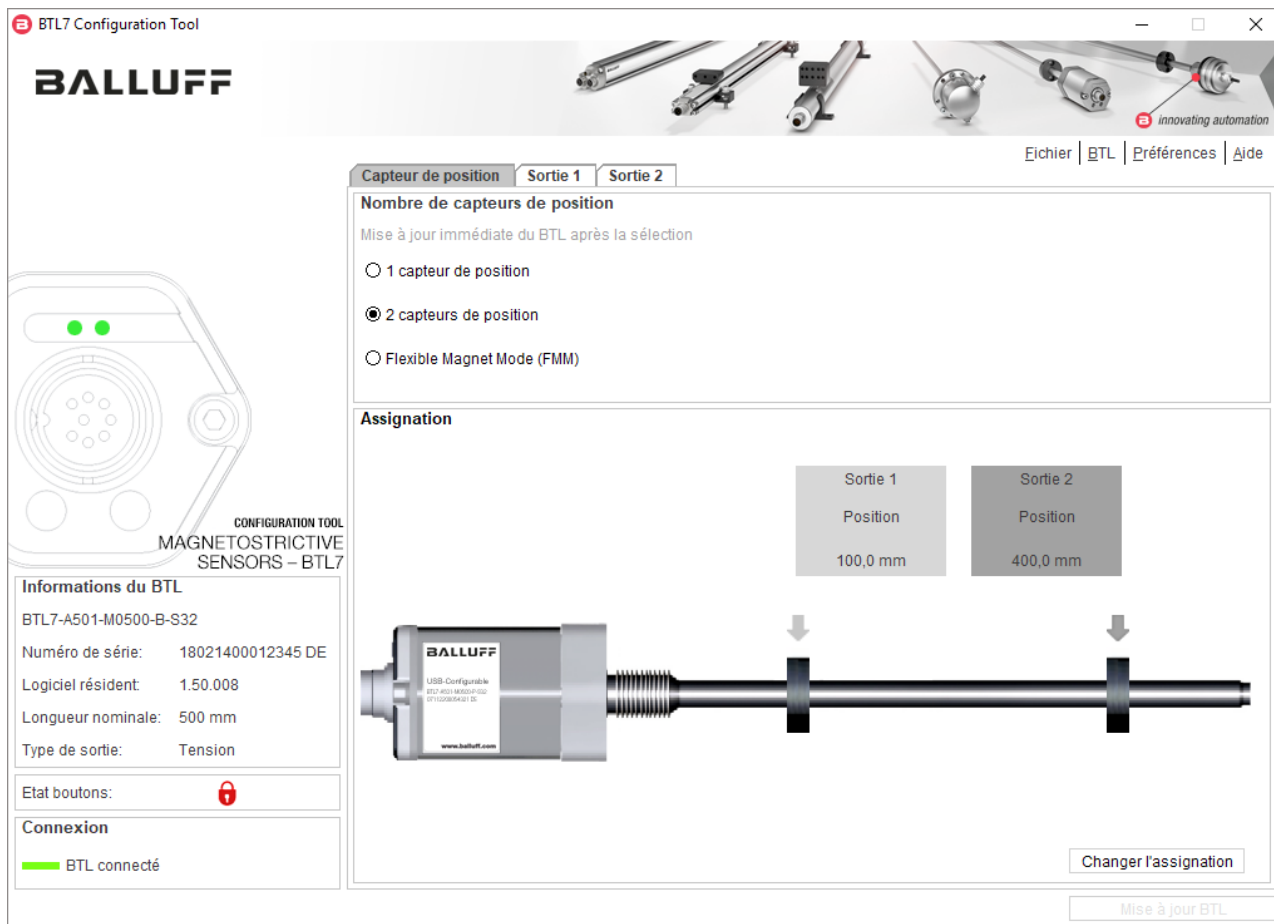 BTL7 Configuration Tool
BALLUFF
innovating automation
Fichier BTL Préférences Aide
Capteur de position Sortie 1 Sortie 2
Nombre de capteurs de position
Mise à jour immédiate du BTL après la sélection
1 capteur de position
2 capteurs de position
Flexible Magnet Mode (FMM)
CONFIGURATION TOOL
MAGNETOSTRICTIVE
SENSORS – BTL7
Informations du BTL
BTL7-A501-M0500-B-S32
Numéro de série: 18021400012345 DE
Logiciel résident: 1.50.008
Longueur nominale: 500 mm
Type de sortie: Tension
Etat boutons:
Connexion
BTL connecté
Assignation
Sortie 1
Position
100,0 mm
Sortie 2
Position
400,0 mm
BALLUFF
USB-Configurable
BTL7-A501-M0500-P-S32
www.balluff.com
Changer l'assignation
Mise à jour BTL